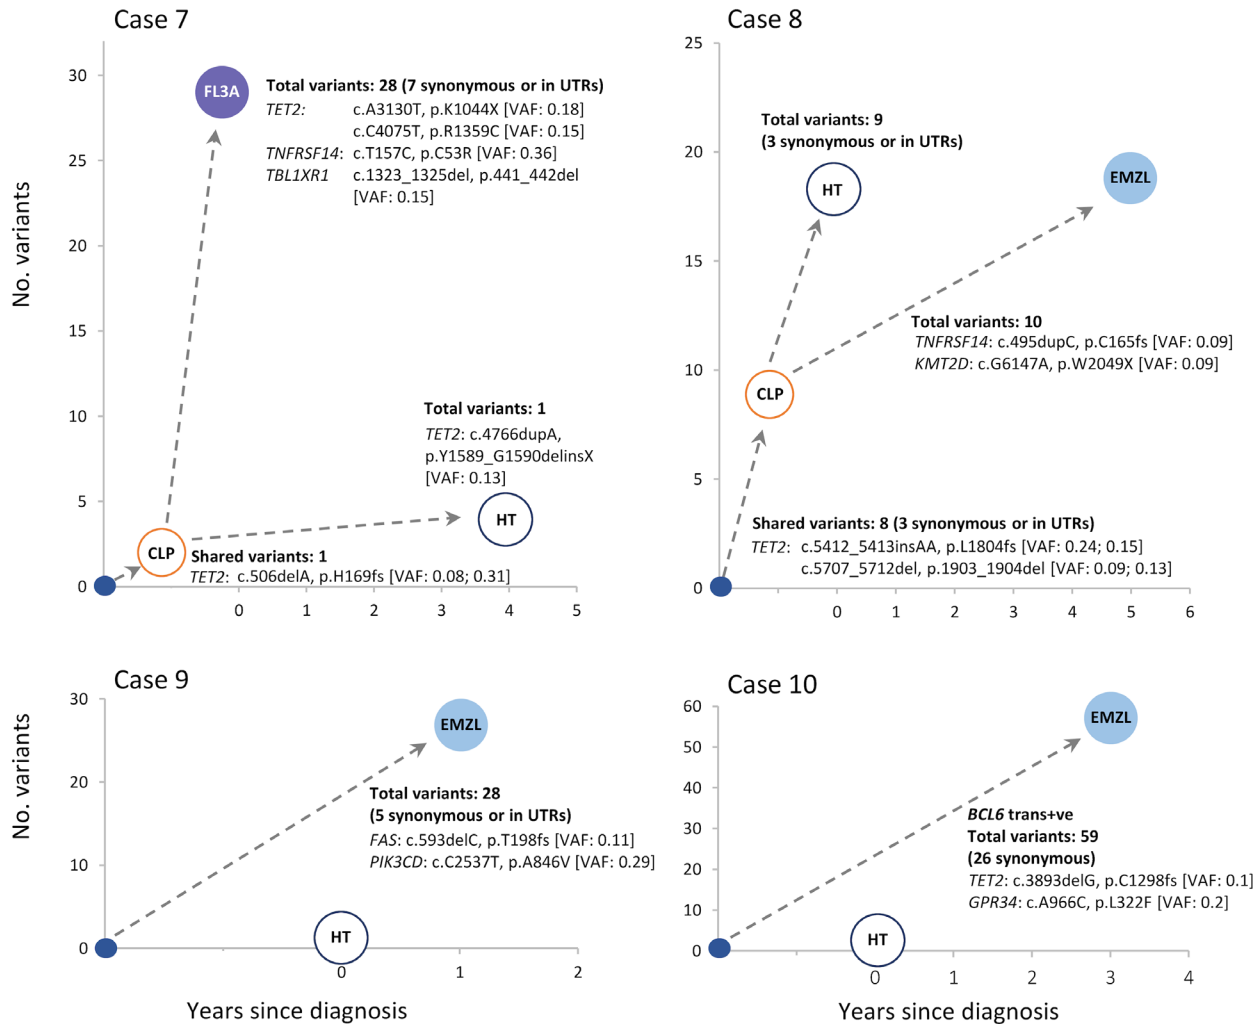 Case 7
No. variants
30
25
20
15
10
5
0
FL3A
Total variants: 28 (7 synonymous or in UTRs)
TET2: c.A3130T, p.K1044X [VAF: 0.18]
c.C4075T, p.R1359C [VAF: 0.15]
TNFRSF14: c.T157C, p.C53R [VAF: 0.36]
TBL1XR1 c.1323_1325del, p.441_442del
[VAF: 0.15]
Total variants: 1
TET2: c.4766dupA,
p.Y1589_G1590delinsX
[VAF: 0.13]
HT
CLP
Shared variants: 1
TET2: c.506delA, p.H169fs [VAF: 0.08; 0.31]
0 1 2 3 4 5
Case 8
25
20
15
10
5
0
Total variants: 9
(3 synonymous or in UTRs)
HT
EMZL
Total variants: 10
TNFRSF14: c.495dupC, p.C165fs [VAF: 0.09]
KMT2D: c.G6147A, p.W2049X [VAF: 0.09]
CLP
Shared variants: 8 (3 synonymous or in UTRs)
TET2: c.5412_5413insAA, p.L1804fs [VAF: 0.24; 0.15]
c.5707_5712del, p.1903_1904del [VAF: 0.09; 0.13]
0 1 2 3 4 5 6
Case 9
No. variants
30
20
10
0
EMZL
Total variants: 28
(5 synonymous or in UTRs)
FAS: c.593delC, p.T198fs [VAF: 0.11]
PIK3CD: c.C2537T, p.A846V [VAF: 0.29]
HT
0 1 2
Years since diagnosis
Case 10
60
50
40
30
20
10
0
EMZL
BCL6 trans+ve
Total variants: 59
(26 synonymous)
TET2: c.3893delG, p.C1298fs [VAF: 0.1]
GPR34: c.A966C, p.L322F [VAF: 0.2]
HT
0 1 2 3 4
Years since diagnosis